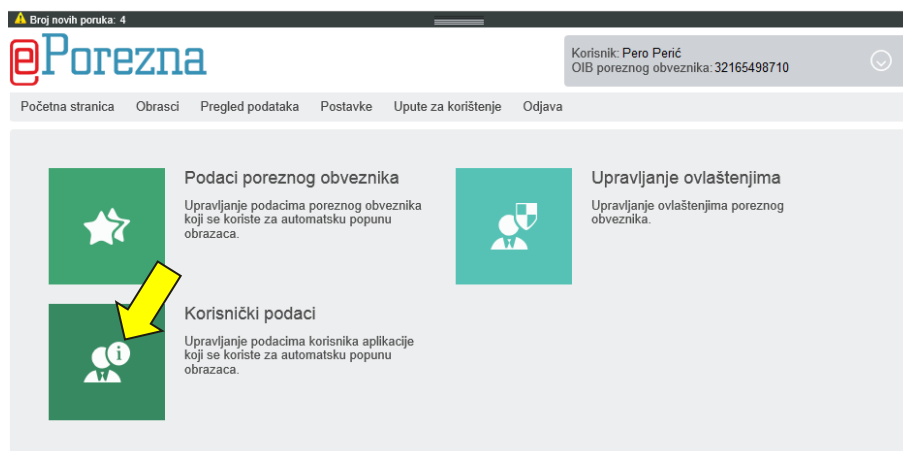 Broj novih poruka: 4
ePorezna
Korisnik: Pero Perić
OIB poreznog obveznika: 32165498710
Početna stranica Obrasci Pregled podataka Postavke Upute za korištenje Odjava
Podaci poreznog obveznika
Upravljanje podacima poreznog obveznika
koji se koriste za automatsku popunu
obrazaca.
Upravljanje ovlaštenjima
Upravljanje ovlaštenjima poreznog
obveznika.
Korisnički podaci
Upravljanje podacima korisnika aplikacije
koji se koriste za automatsku popunu
obrazaca.